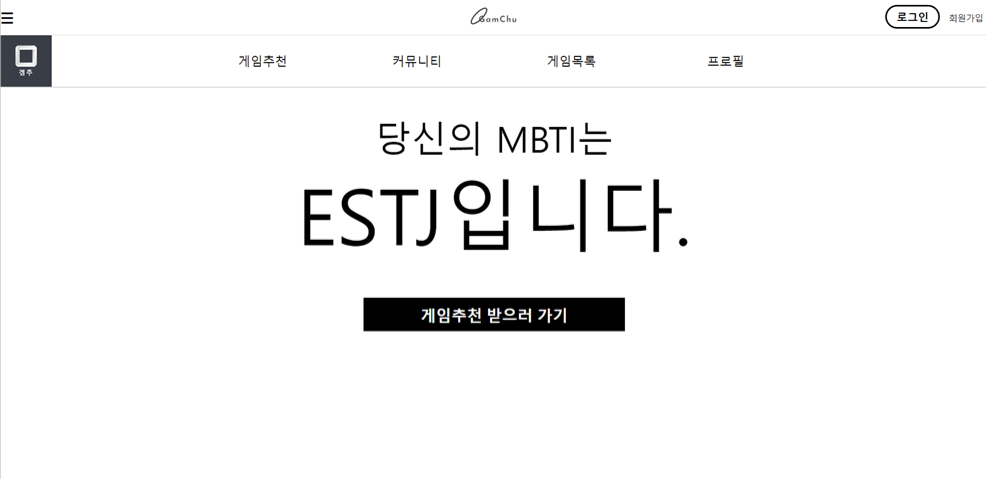 GamChu
로그인 회원가입
겜추
게임추천 커뮤니티 게임목록 프로필
당신의 MBTI는
ESTJ입니다.
게임추천 받으러 가기